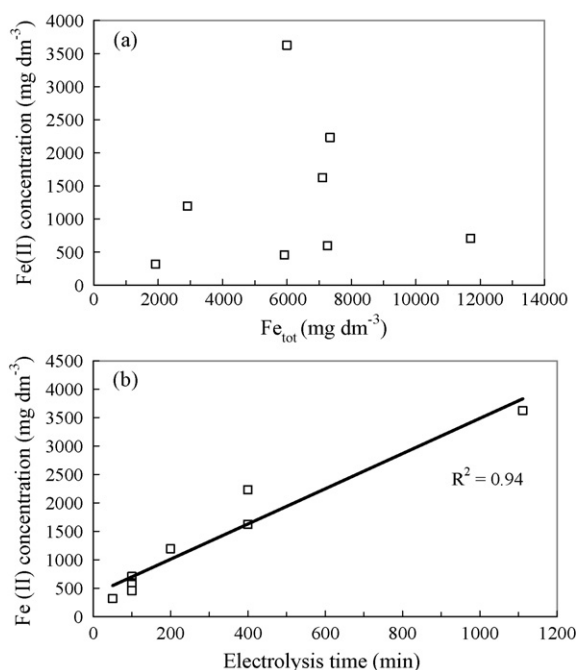 (a)
Fe(II) concentration (mg dm⁻³)
4000
3500
3000
2500
2000
1500
1000
500
0
0 2000 4000 6000 8000 10000 12000 14000
Fe_tot (mg dm⁻³)
(b)
Fe (II) concentration (mg dm⁻³)
4500
4000
3500
3000
2500
2000
1500
1000
500
0
R² = 0.94
0 200 400 600 800 1000 1200
Electrolysis time (min)